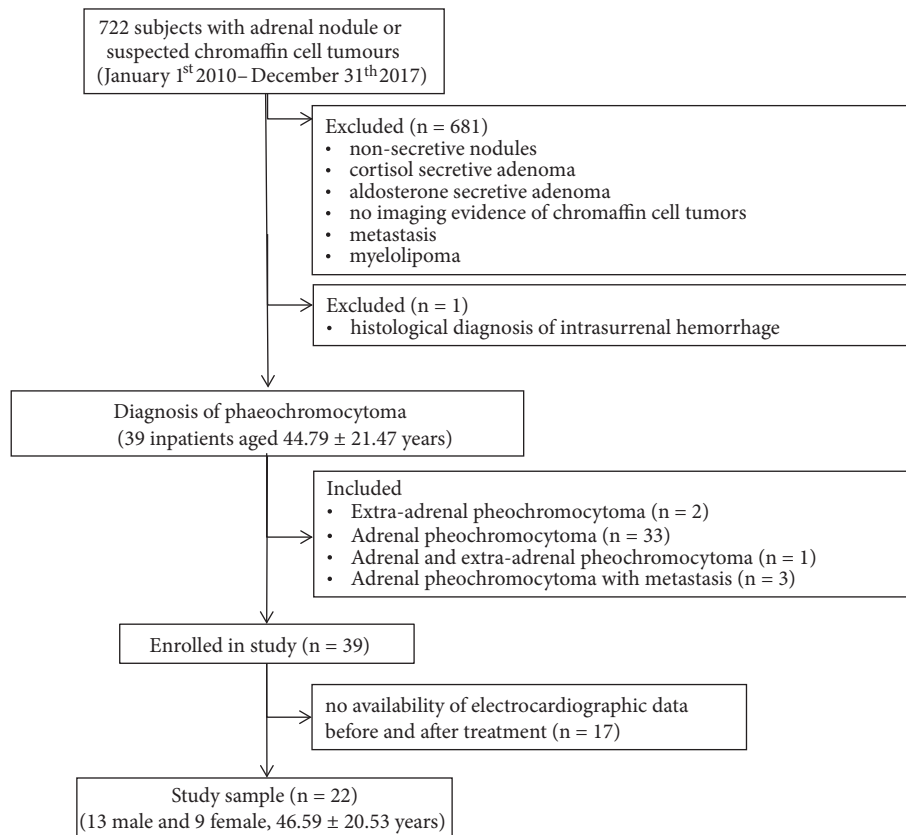 722 subjects with adrenal nodule or
suspected chromaffin cell tumours
(January 1st 2010–December 31th 2017)
Excluded (n = 681)
• non-secretive nodules
• cortisol secretive adenoma
• aldosterone secretive adenoma
• no imaging evidence of chromaffin cell tumors
• metastasis
• myelolipoma
Excluded (n = 1)
• histological diagnosis of intrasurrenal hemorrhage
Diagnosis of phaeochromocytoma
(39 inpatients aged 44.79 ± 21.47 years)
Included
• Extra-adrenal pheochromocytoma (n = 2)
• Adrenal pheochromocytoma (n = 33)
• Adrenal and extra-adrenal pheochromocytoma (n = 1)
• Adrenal pheochromocytoma with metastasis (n = 3)
Enrolled in study (n = 39)
no availability of electrocardiographic data
before and after treatment (n = 17)
Study sample (n = 22)
(13 male and 9 female, 46.59 ± 20.53 years)